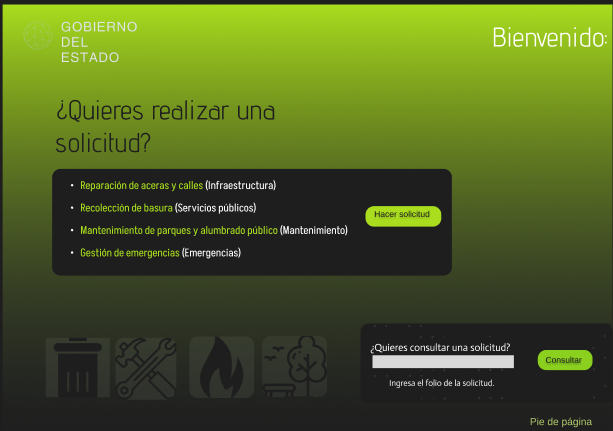 GOBIERNO
DEL
ESTADO
Bienvenido:
¿Quieres realizar una
solicitud?
• Reparación de aceras y calles (Infraestructura)
• Recolección de basura (Servicios públicos)
• Mantenimiento de parques y alumbrado público (Mantenimiento)
• Gestión de emergencias (Emergencias)
Hacer solicitud
¿Quieres consultar una solicitud?
Consultar
Ingresa el folio de la solicitud.
Pie de página